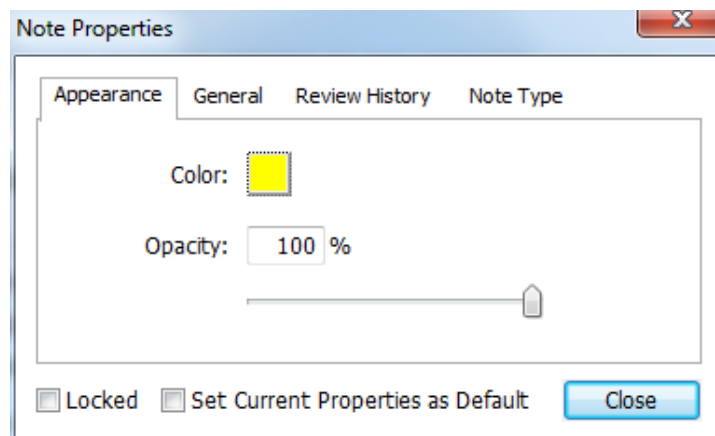 Note Properties
Appearance General Review History Note Type
Color:
Opacity: 100 %
Locked Set Current Properties as Default Close